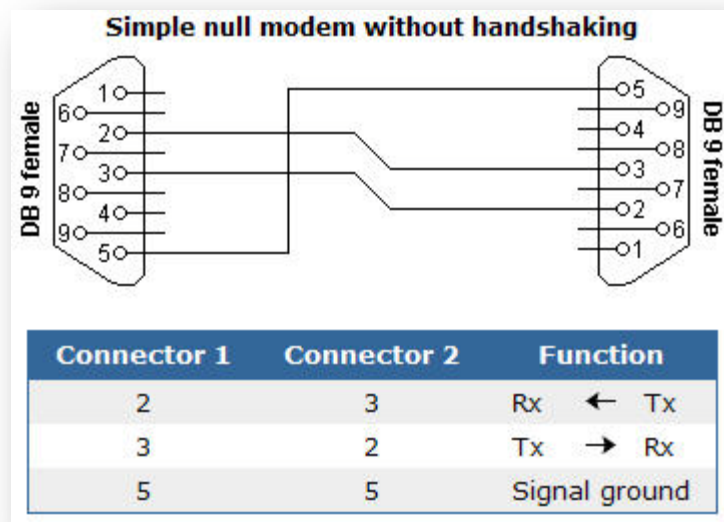 Simple null modem without handshaking
DB 9 female
1
6
2
7
3
8
4
9
5
5
9
4
8
3
7
2
6
1
DB 9 female
Connector 1 Connector 2 Function
2 3 Rx ← Tx
3 2 Tx → Rx
5 5 Signal ground